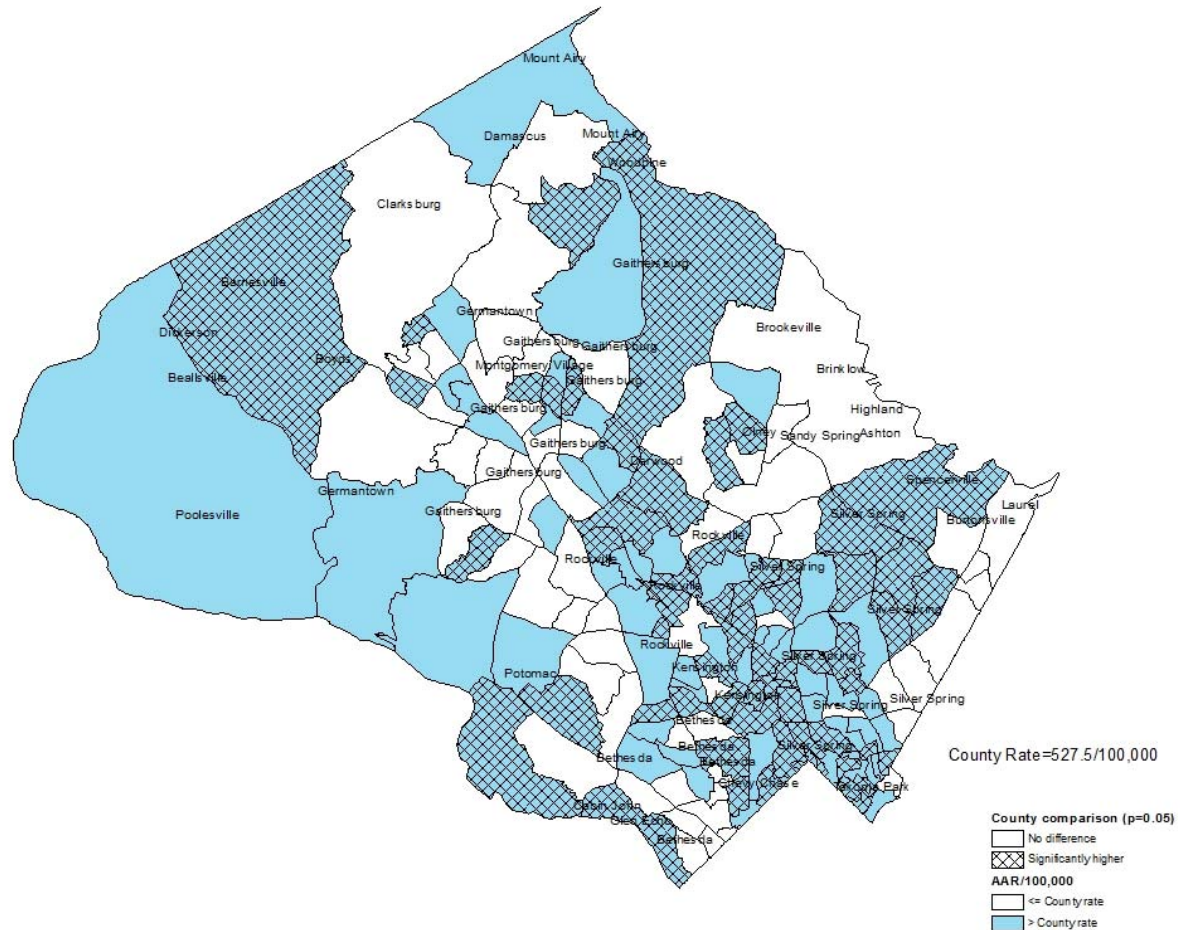 Mount Airy
Damascus
Mount Airy
Woodbine
Clarksburg
Gaithersburg
Barnesville
Germantown
Brookeville
Dickerson
Gaithersburg
Gaithersburg
Boyds
Montgomery Village
Brinklow
Beallsville
Gaithersburg
Gaithersburg
Highland
Gaithersburg
Olney
Sandy Spring
Ashton
Derwood
Gaithersburg
Spencerville
Germantown
Laurel
Poolesville
Gaithersburg
Silver Spring
Burtonsville
Rockville
Rockville
Silver Spring
Rockville
Silver Spring
Rockville
Silver Spring
Potomac
Kensington
Kensington
Silver Spring
Silver Spring
Bethesda
Bethesda
Silver Spring
Bethesda
Bethesda
County Rate=527.5/100,000
Chevy Chase
Takoma Park
Cabin John
Glen Echo
Bethesda
County comparison (p=0.05)
No difference
Significantly higher
AAR/100,000
<= County rate
> County rate